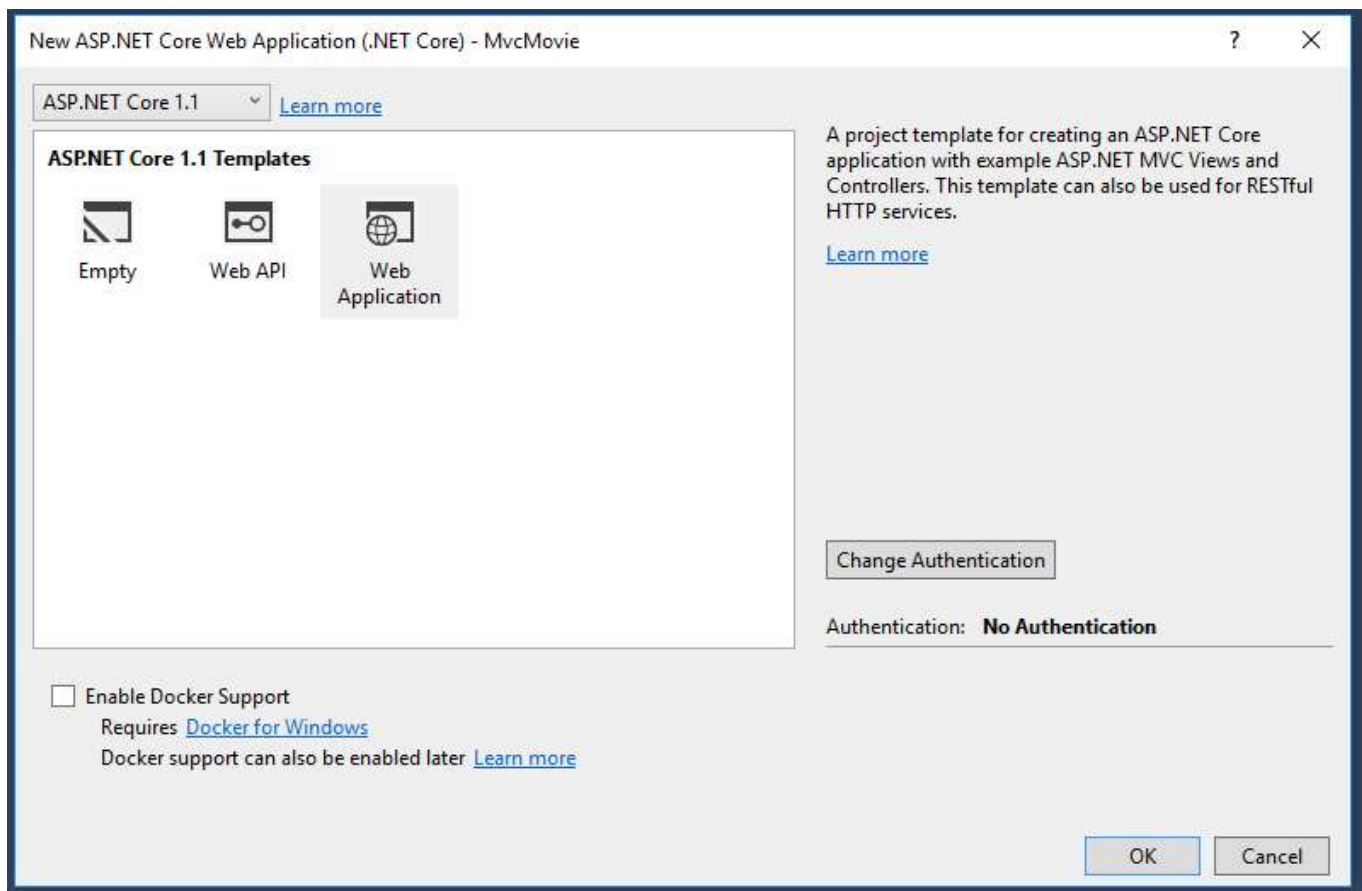 New ASP.NET Core Web Application (.NET Core) - MvcMovie
?
ASP.NET Core 1.1
Learn more
ASP.NET Core 1.1 Templates
Empty
Web API
Web
Application
A project template for creating an ASP.NET Core
application with example ASP.NET MVC Views and
Controllers. This template can also be used for RESTful
HTTP services.
Learn more
Change Authentication
Authentication: No Authentication
Enable Docker Support
Requires Docker for Windows
Docker support can also be enabled later Learn more
OK
Cancel